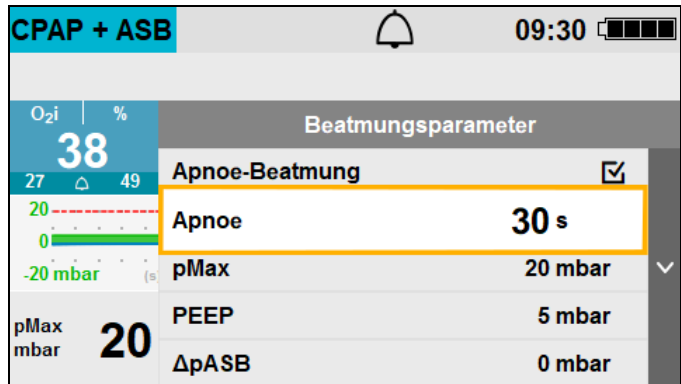 CPAP + ASB 09:30
O₂i %
38
27 49
20
0
-20 mbar (s
pMax
mbar 20
Beatmungsparameter
Apnoe-Beatmung
Apnoe 30 s
pMax 20 mbar
PEEP 5 mbar
ΔpASB 0 mbar